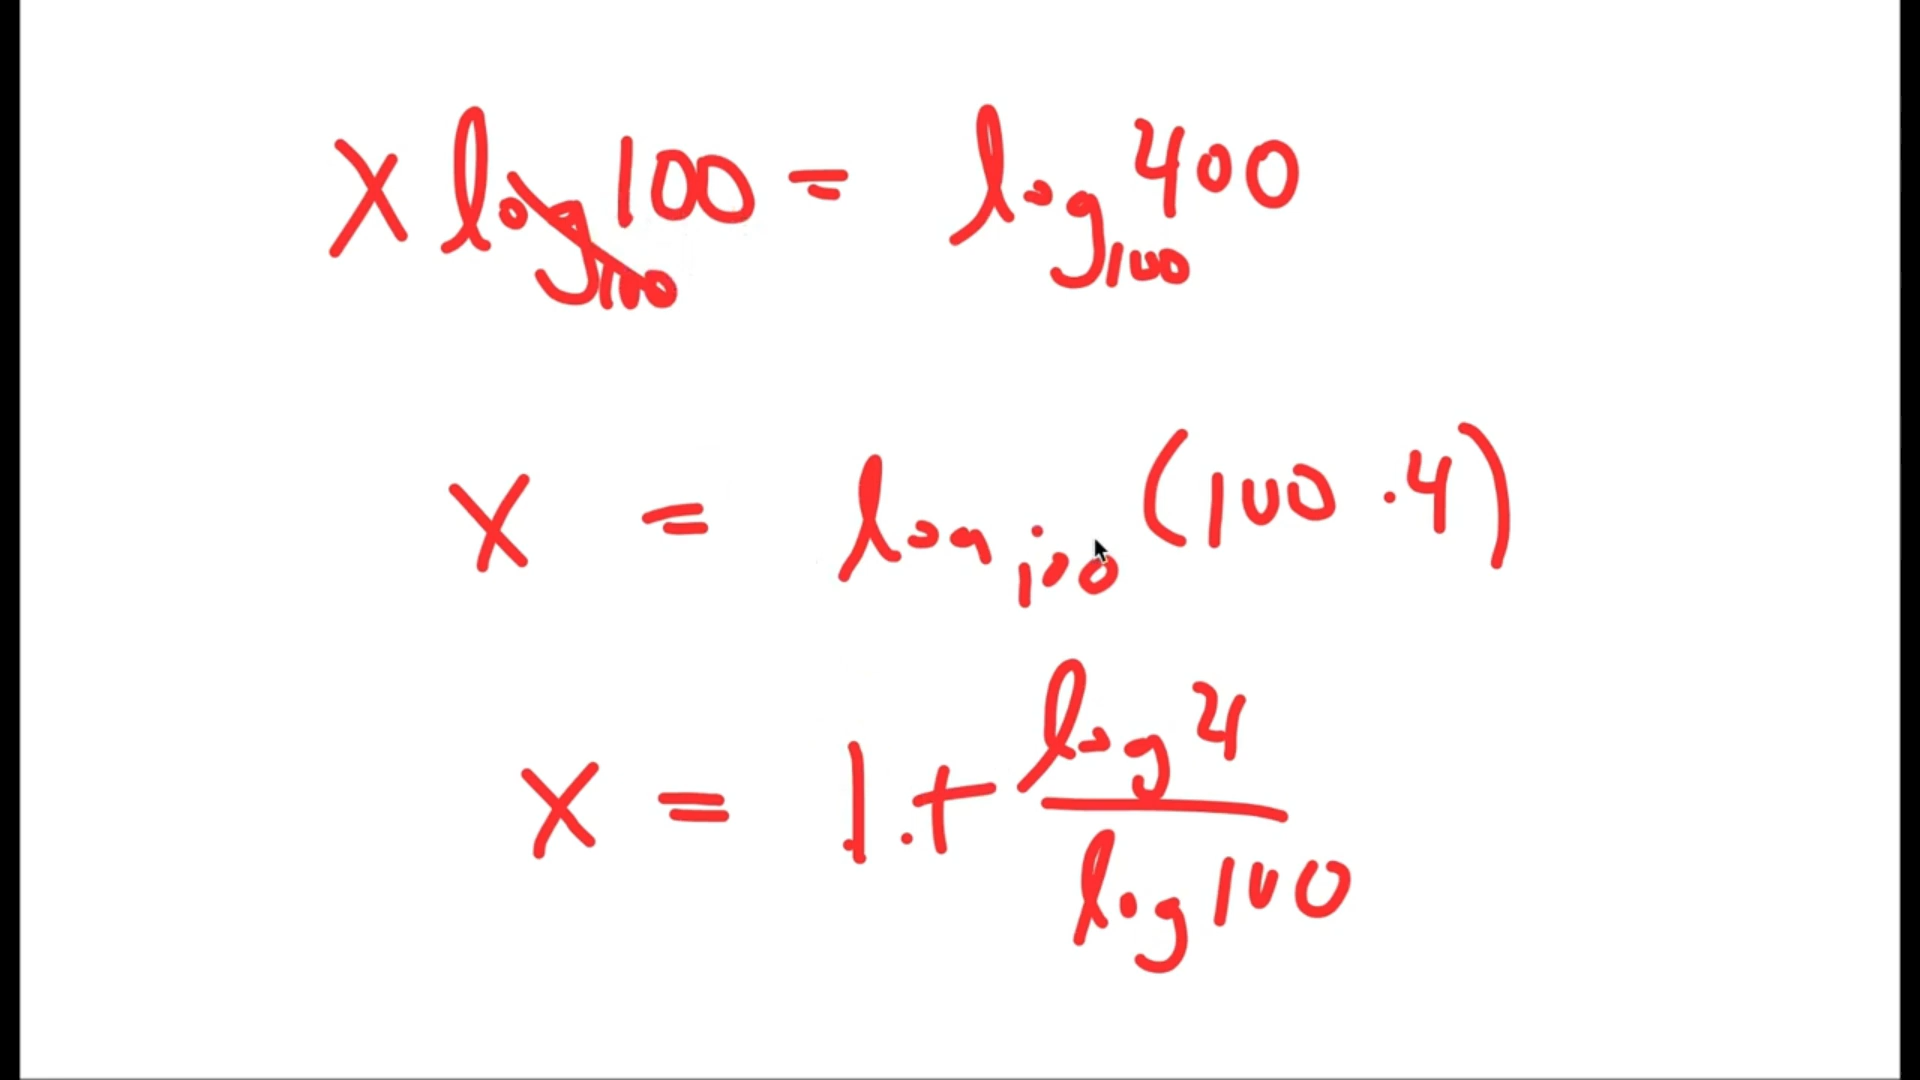 x log₁₀₀ 100 = log₁₀₀ 400
x = log₁₀₀ (100 · 4)
x = 1 + log 4 / log 100